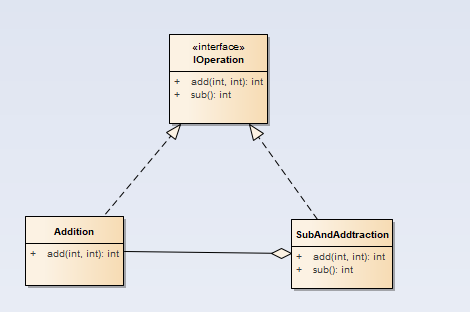 «interface»
IOperation
+ add(int, int): int
+ sub(): int
Addition
+ add(int, int): int
SubAndAddtraction
+ add(int, int): int
+ sub(): int